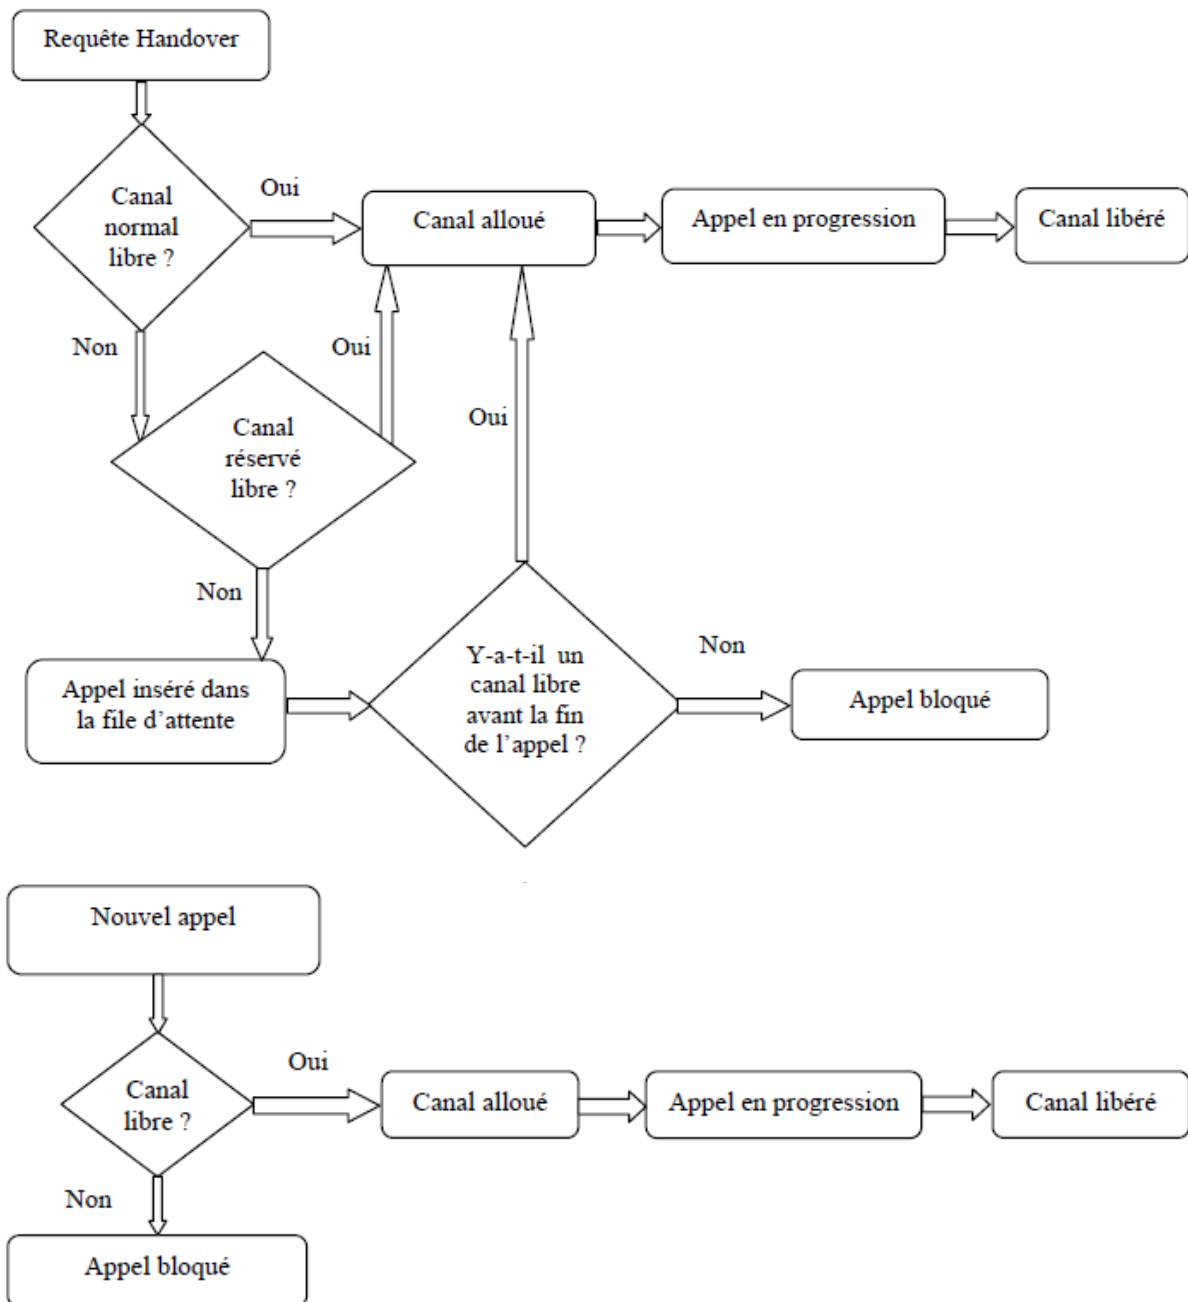 Requête Handover
Canal
normal
libre ?
Oui
Canal alloué
Appel en progression
Canal libéré
Non
Oui
Canal
réservé
libre ?
Oui
Non
Appel inséré dans
la file d’attente
Y-a-t-il un
canal libre
avant la fin
de l’appel ?
Non
Appel bloqué
Nouvel appel
Canal
libre ?
Oui
Canal alloué
Appel en progression
Canal libéré
Non
Appel bloqué